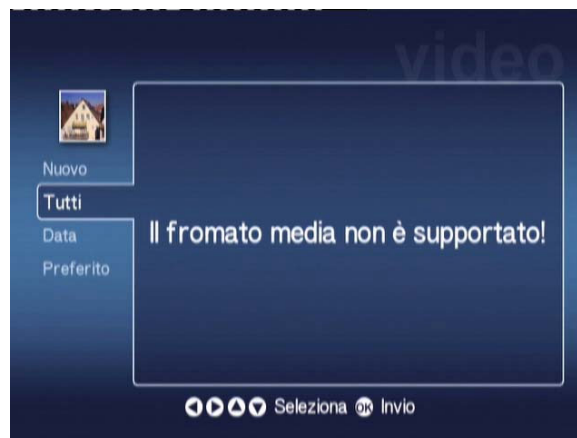 video
Nuovo
Tutti
Data
Preferito
Il fromato media non è supportato!
Seleziona OK Invio